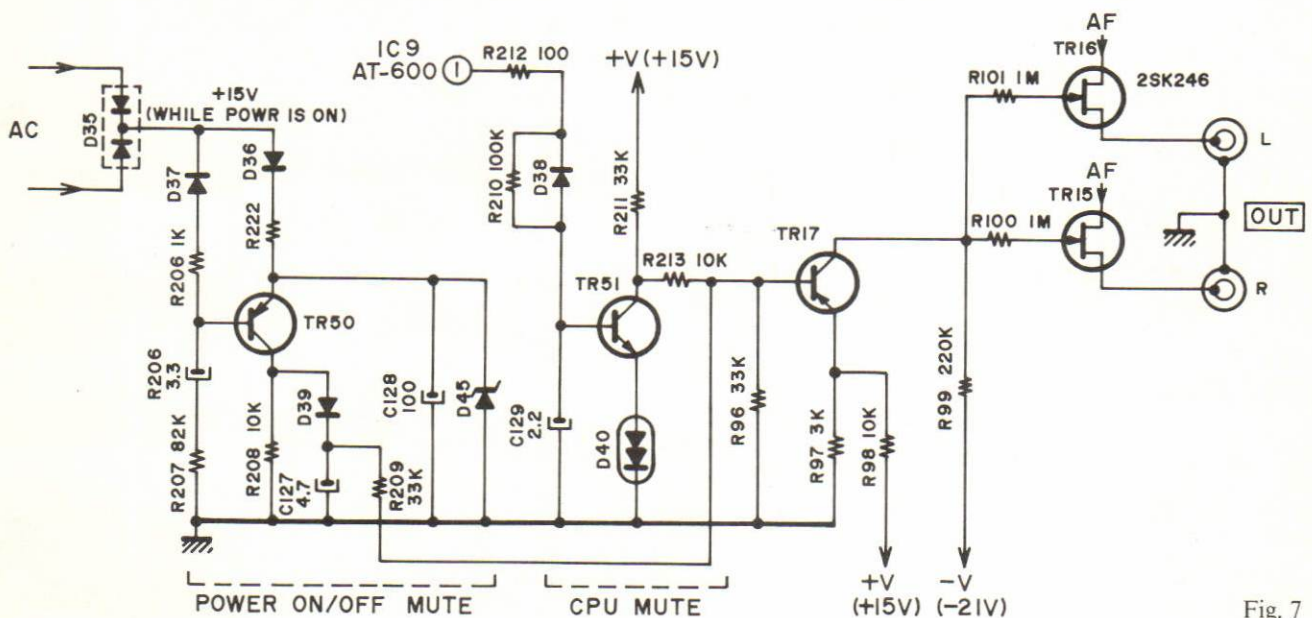 AC
D35
+15V
(WHILE POWR IS ON)
D37
D36
R206 1K
R222
TR50
R206
3.3
R207 82K
R208 10K
D39
C127
4.7
R209
33K
C128
100
D45
IC 9
AT-600
1
R212 100
R210 100K
D38
C129
2.2
+V (+15V)
R211 33K
R213 10K
TR51
D40
R96 33K
TR17
R97 3K
R98 10K
R99 220K
+V
(+15V)
-V
(-21V)
AF
TR16
R101 1M
2SK246
L
AF
TR15
R100 1M
OUT
R
POWER ON/OFF MUTE
CPU MUTE
Fig. 7